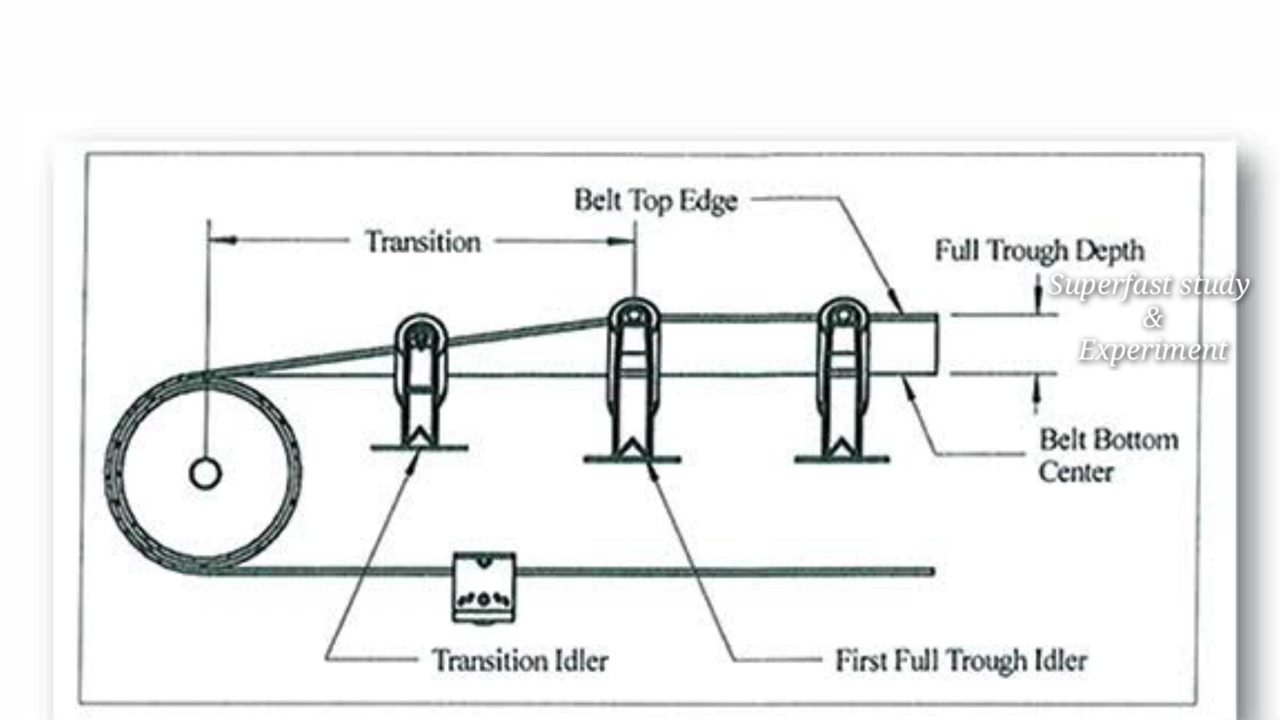 Belt Top Edge
Transition
Full Trough Depth
Superfast study
&
Experiment
Belt Bottom
Center
Transition Idler
First Full Trough Idler